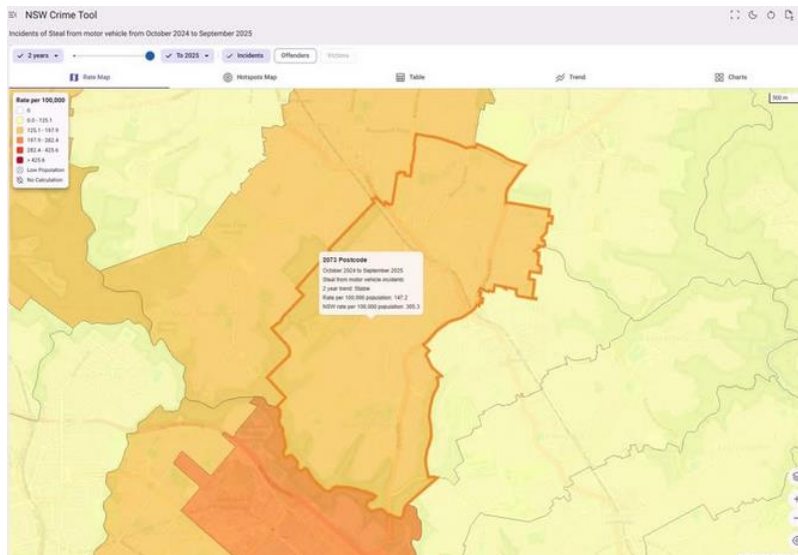 NSW Crime Tool
Incidents of Steal from motor vehicle from October 2024 to September 2025
2 years
To 2025
Incidents
Offenders
Victims
Rate Map
Hotspots Map
Table
Trend
Charts
Rate per 100,000
0
0.0 - 125.1
125.1 - 197.9
197.9 - 282.4
282.4 - 425.6
> 425.6
Low Population
No Calculation
500 m
2073 Postcode
October 2024 to September 2025
Steal from motor vehicle incidents
2 year trend: Stable
Rate per 100,000 population: 147.2
NSW rate per 100,000 population: 305.3